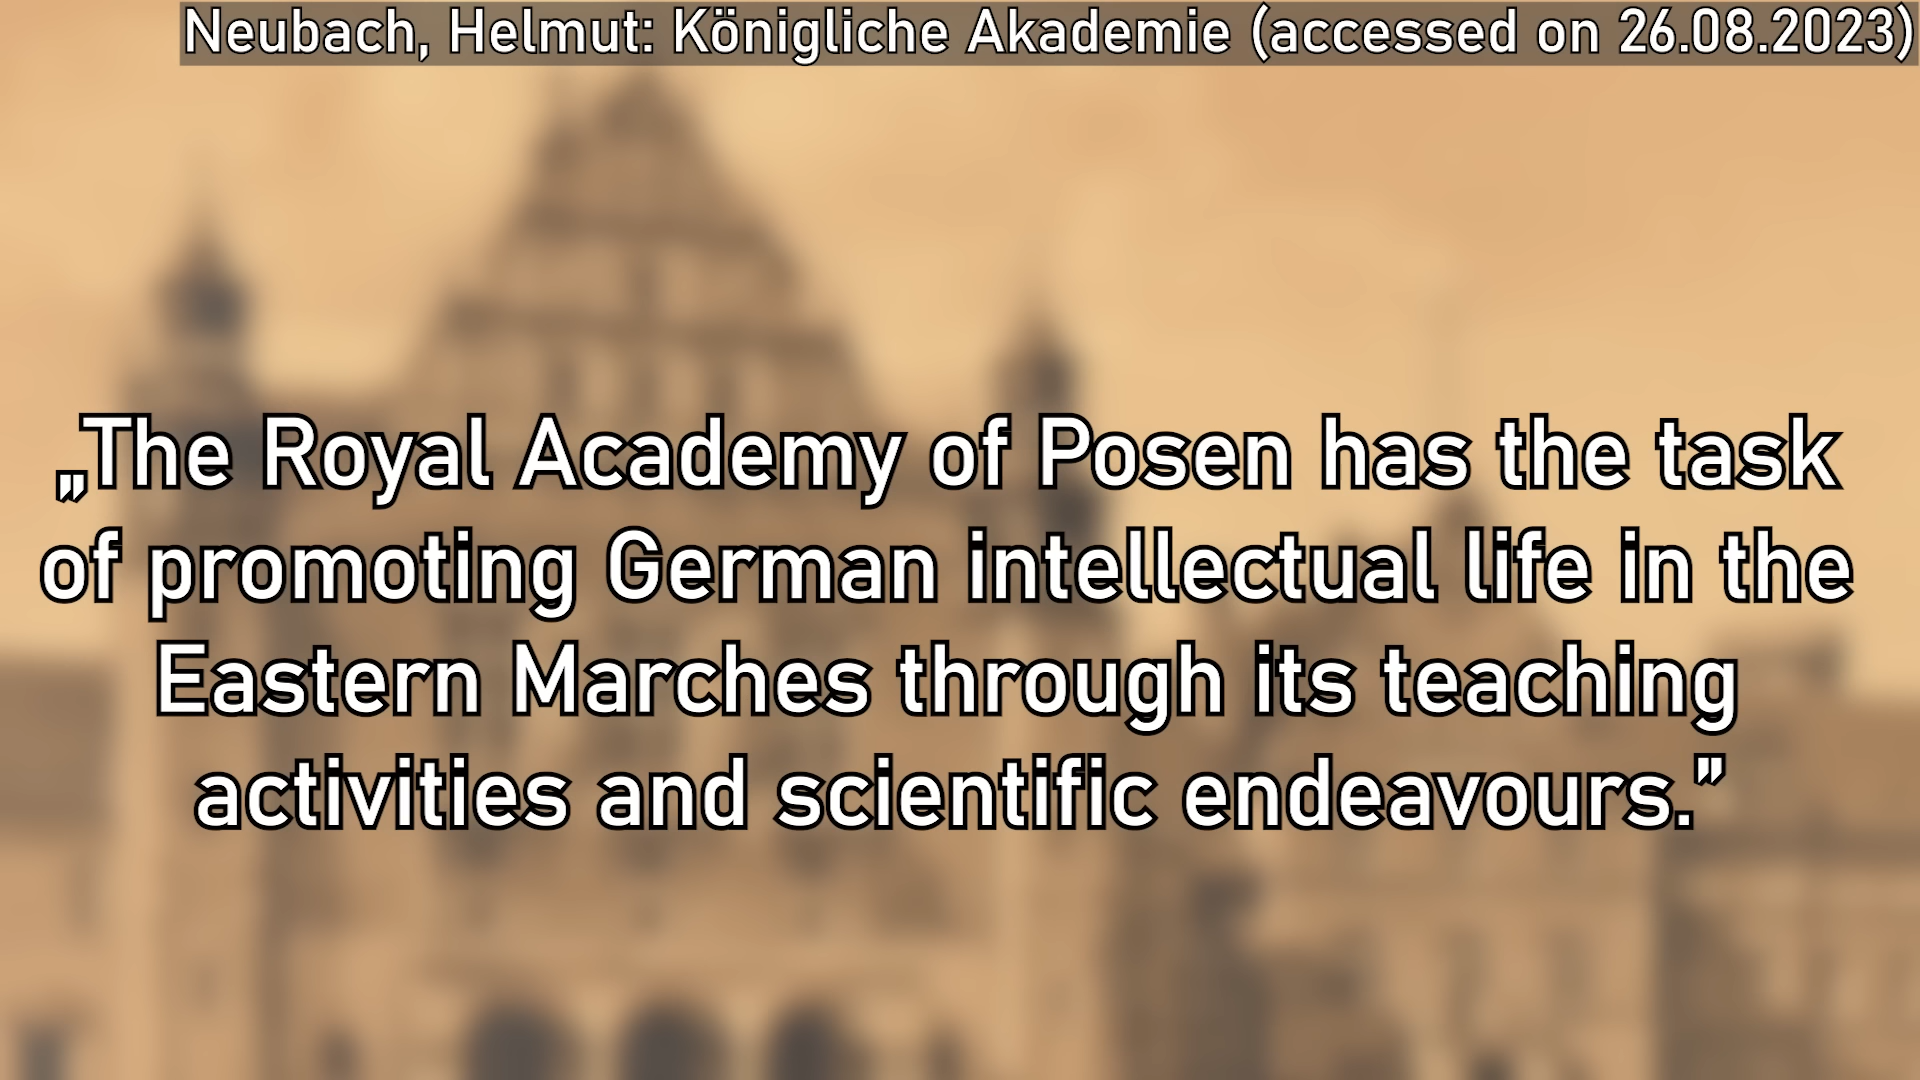 Neubach, Helmut: Königliche Akademie (accessed on 26.08.2023)
„The Royal Academy of Posen has the task
of promoting German intellectual life in the
Eastern Marches through its teaching
activities and scientific endeavours.”